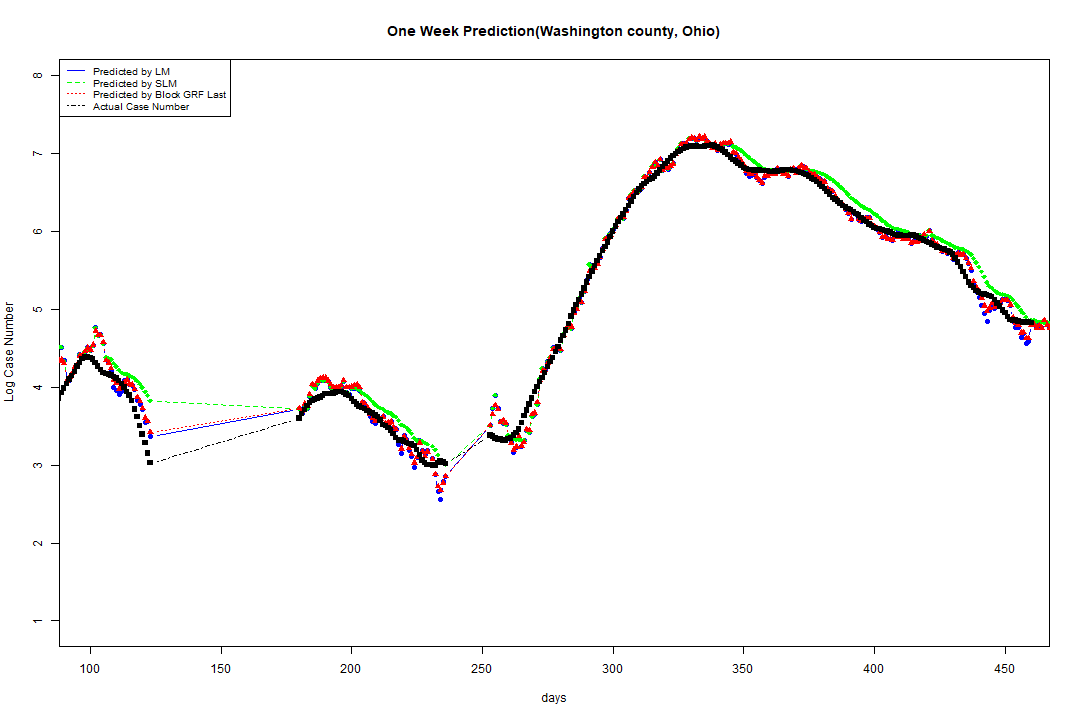 One Week Prediction(Washington county, Ohio)
Predicted by LM
Predicted by SLM
Predicted by Block GRF Last
Actual Case Number
Log Case Number
8
7
6
5
4
3
2
1
100 150 200 250 300 350 400 450
days